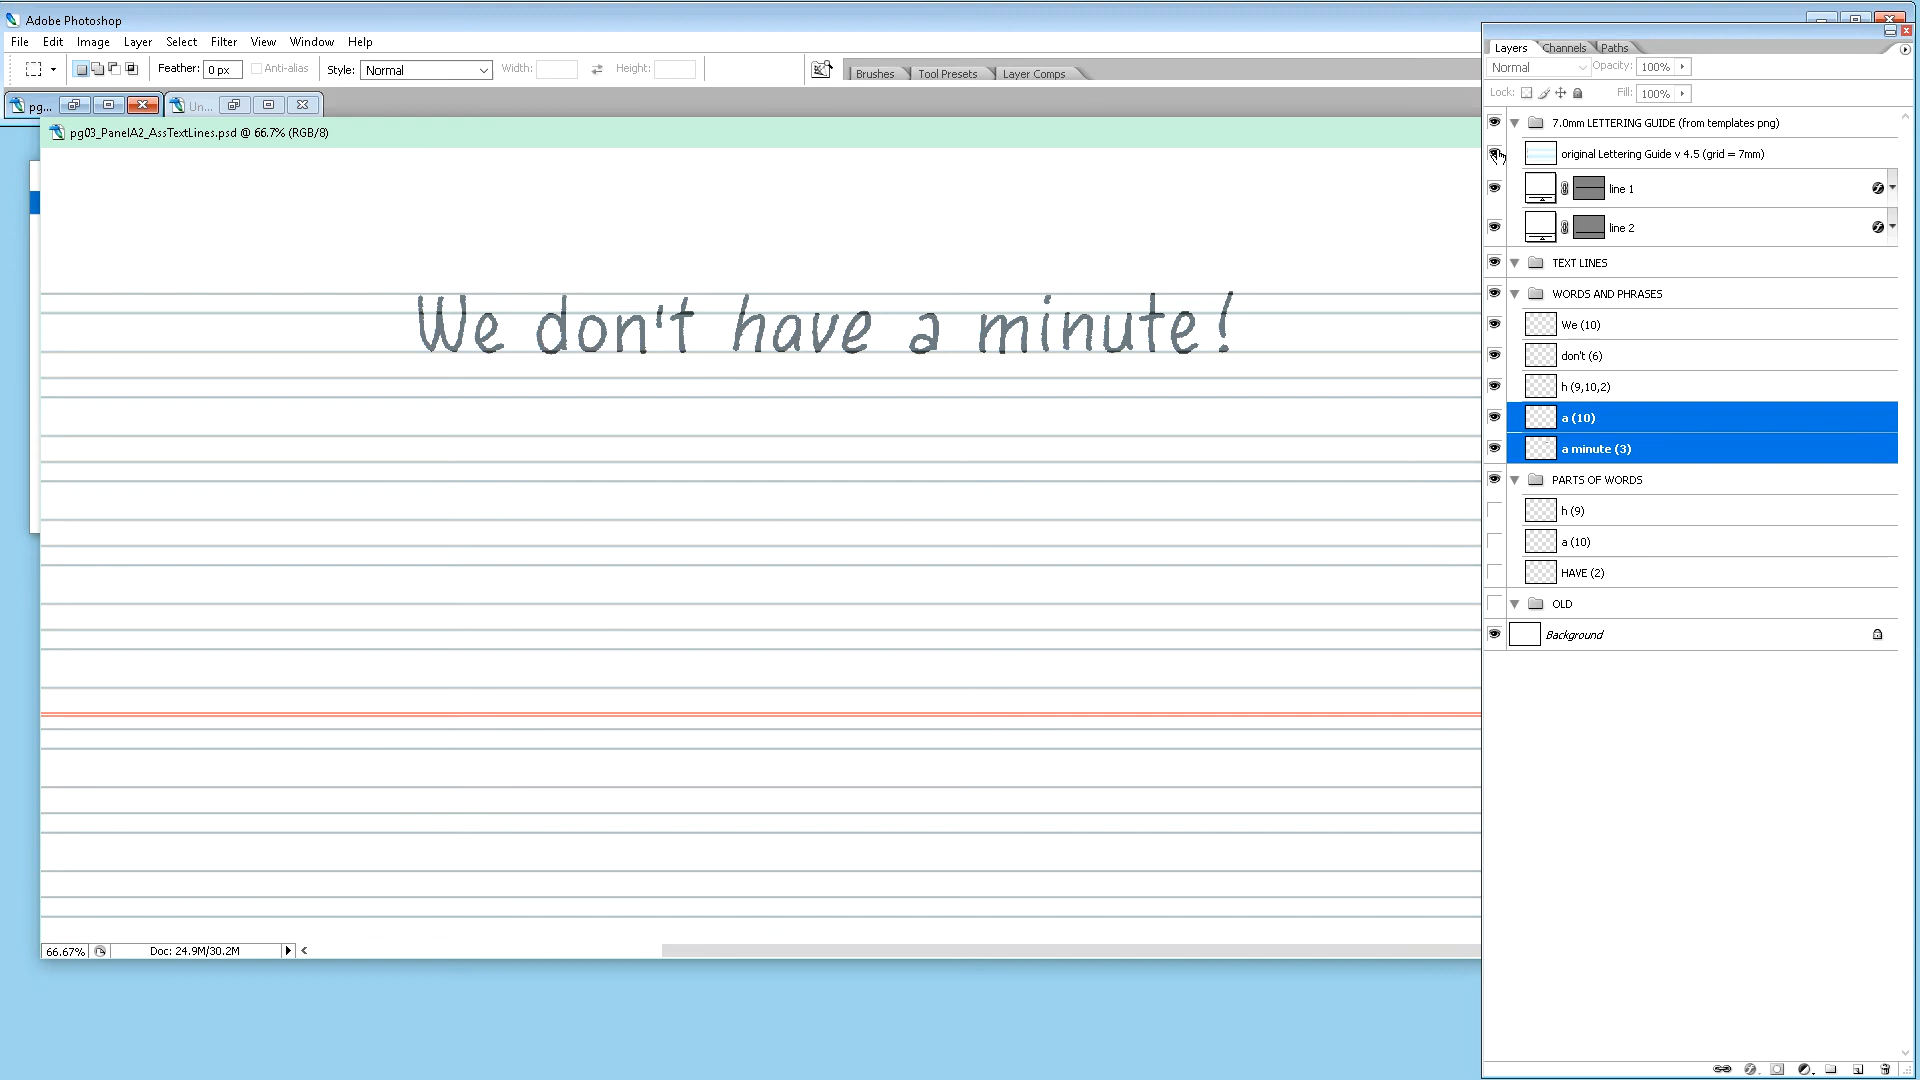 Adobe Photoshop
File Edit Image Layer Select Filter View Window Help
Feather: 0 px Anti-alias Style: Normal Width: Height: Brushes Tool Presets Layer Comps
pg... Un...
pg03_PanelA2_AssTextLines.psd @ 66.7% (RGB/8)
We don't have a minute!
66.67% Doc: 24.9M/30.2M
Layers Channels Paths
Normal Opacity: 100%
Lock: Fill: 100%
7.0mm LETTERING GUIDE (from templates png)
original Lettering Guide v 4.5 (grid = 7mm)
line 1
line 2
TEXT LINES
WORDS AND PHRASES
We (10)
don't (6)
h (9,10,2)
a (10)
a minute (3)
PARTS OF WORDS
h (9)
a (10)
HAVE (2)
OLD
Background